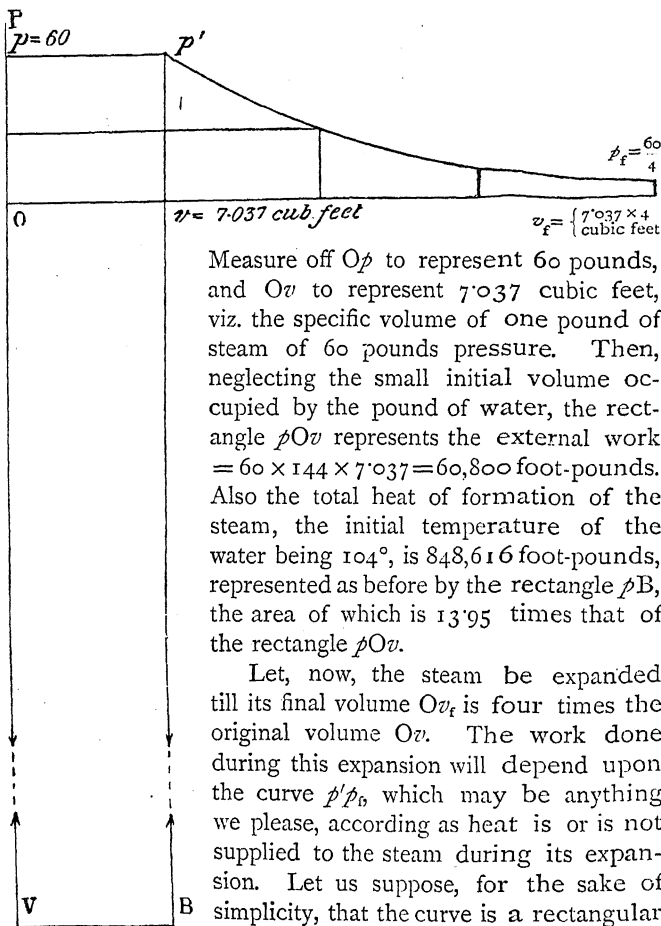 P
p=60
p′
p_f = 60/4
O
v = 7·037 cub. feet
v_f = { 7·037 × 4
cubic feet
Measure off Op to represent 60 pounds,
and Ov to represent 7·037 cubic feet,
viz. the specific volume of one pound of
steam of 60 pounds pressure. Then,
neglecting the small initial volume oc-
cupied by the pound of water, the rect-
angle pOv represents the external work
= 60 × 144 × 7·037 = 60,800 foot-pounds.
Also the total heat of formation of the
steam, the initial temperature of the
water being 104°, is 848,616 foot-pounds,
represented as before by the rectangle pB,
the area of which is 13·95 times that of
the rectangle pOv.
Let, now, the steam be expanded
till its final volume Ov_f is four times the
original volume Ov. The work done
during this expansion will depend upon
the curve p′p_f, which may be anything
we please, according as heat is or is not
supplied to the steam during its expan-
sion. Let us suppose, for the sake of
simplicity, that the curve is a rectangular
V
B